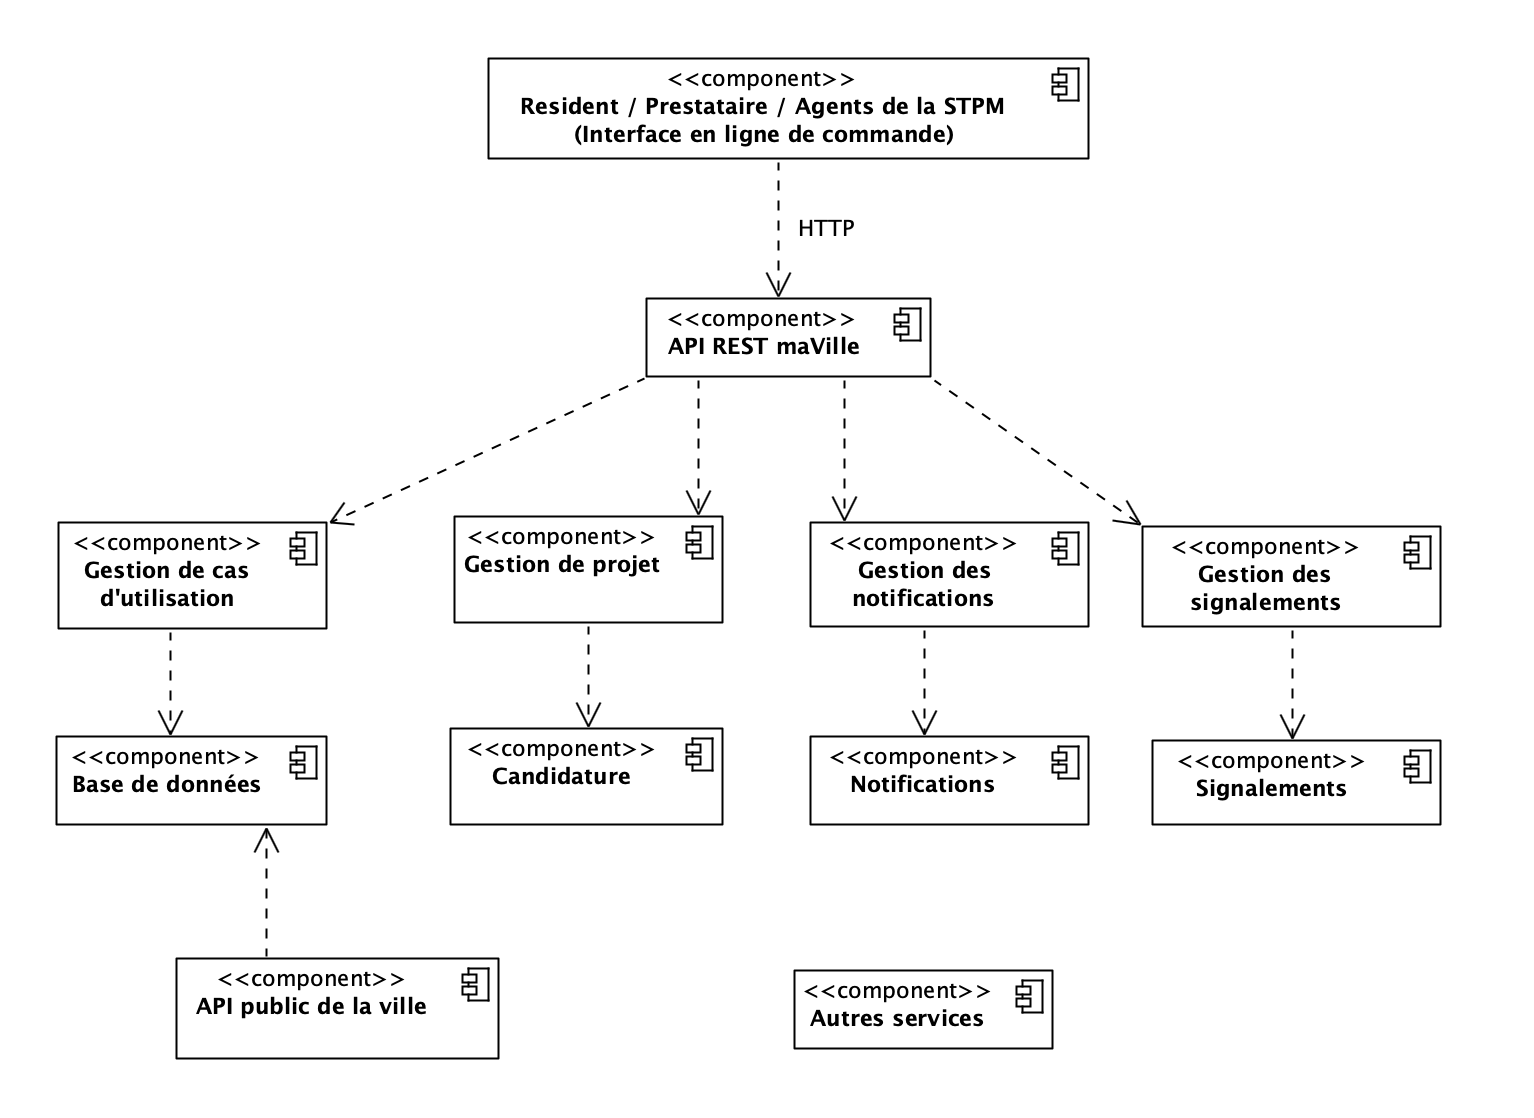 <<component>>
Resident / Prestataire / Agents de la STPM
(Interface en ligne de commande)
HTTP
<<component>>
API REST maVille
<<component>>
Gestion de cas
d'utilisation
<<component>>
Gestion de projet
<<component>>
Gestion des
notifications
<<component>>
Gestion des
signalements
<<component>>
Base de données
<<component>>
Candidature
<<component>>
Notifications
<<component>>
Signalements
<<component>>
API public de la ville
<<component>>
Autres services